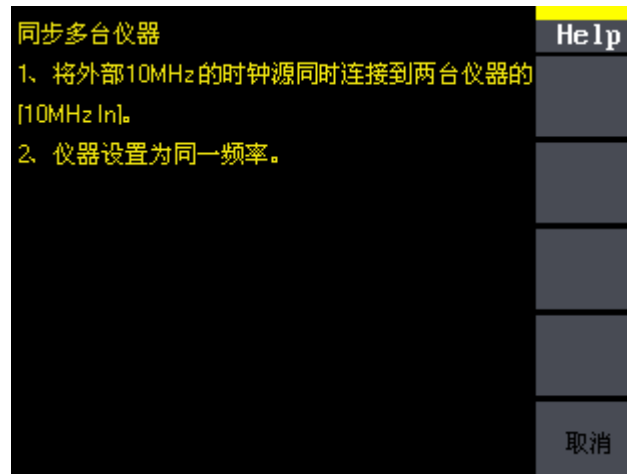 同步多台仪器
Help
1、将外部10MHz的时钟源同时连接到两台仪器的
[10MHz In]。
2、仪器设置为同一频率。
取消